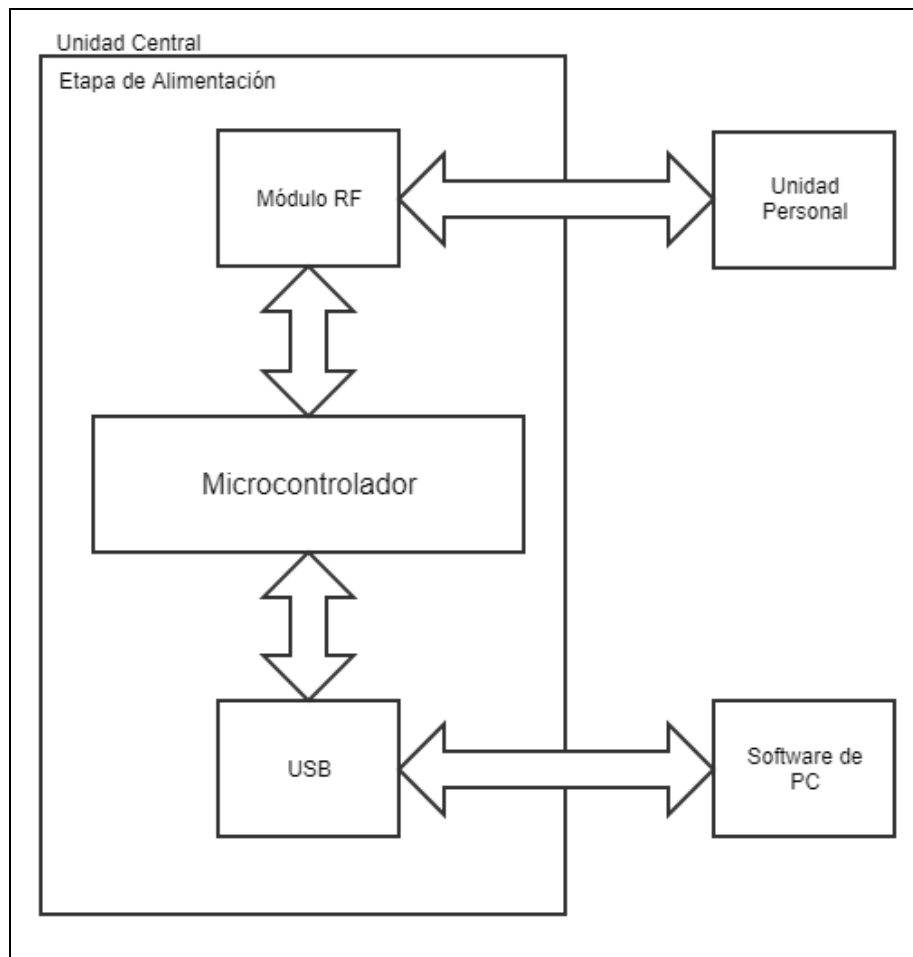 Unidad Central
Etapa de Alimentación
Módulo RF
Unidad
Personal
Microcontrolador
USB
Software de
PC